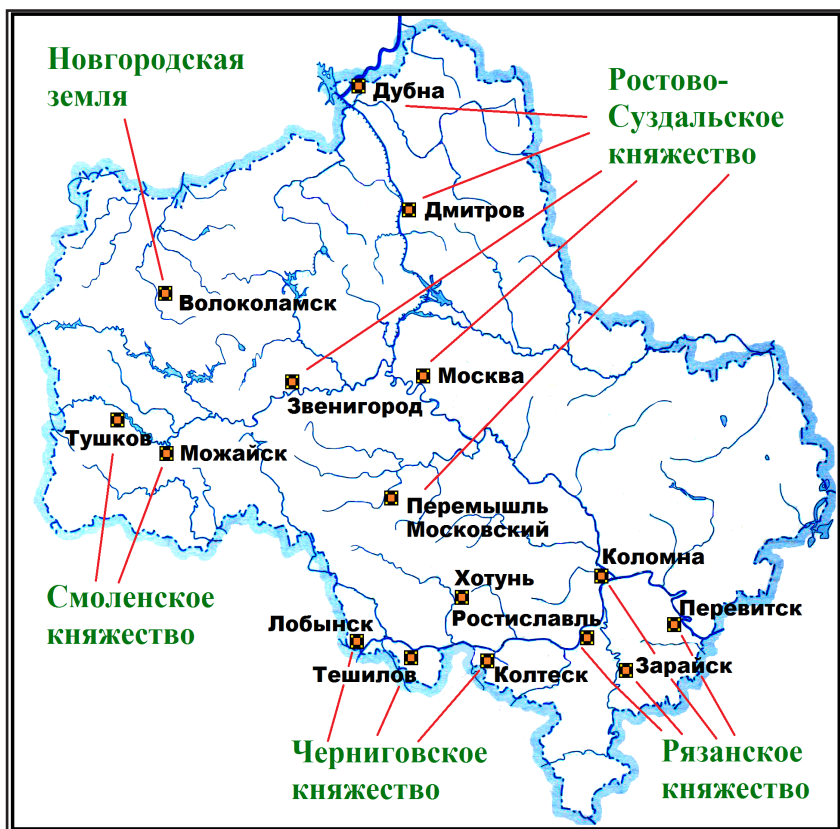 Новгородская
земля
Ростово-
Суздальское
княжество
Дубна
Дмитров
Волоколамск
Москва
Звенигород
Тушков
Можайск
Перемышль
Московский
Коломна
Хотунь
Смоленское
княжество
Ростиславль
Перевитск
Лобынск
Тешилов
Колтеск
Зарайск
Черниговское
княжество
Рязанское
княжество